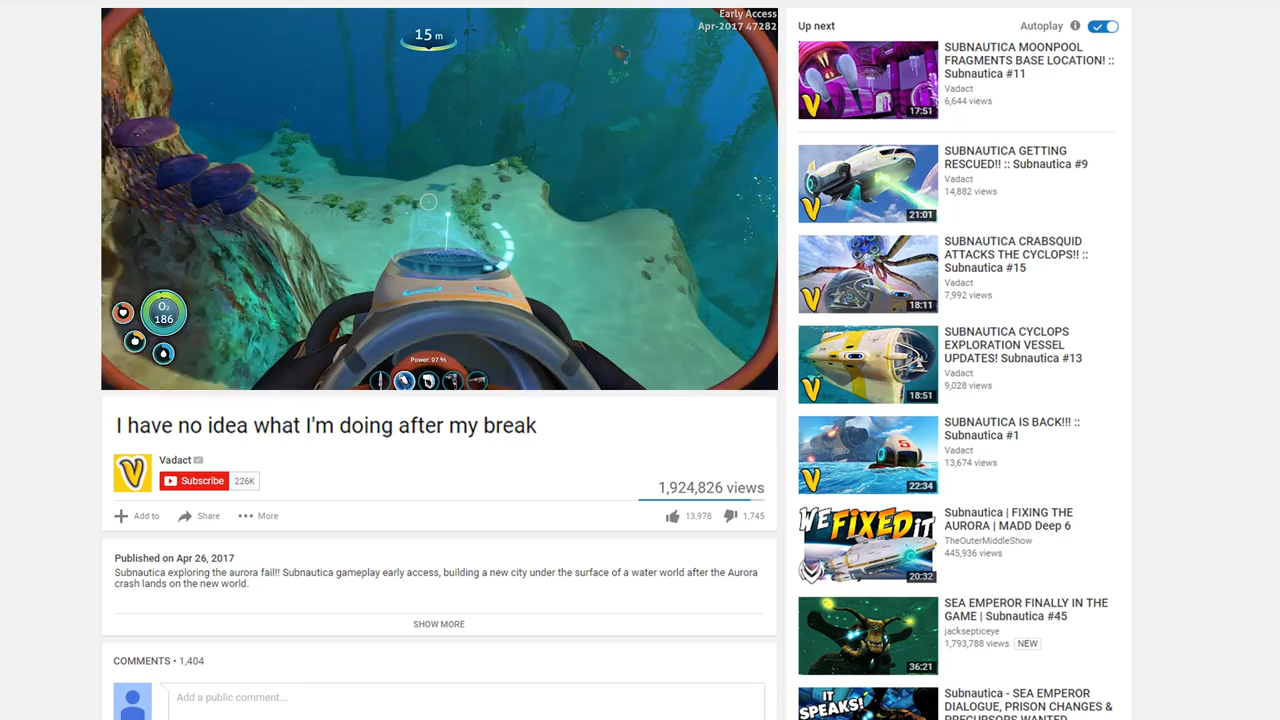 Early Access
Apr-2017 47282
15 m
O₂
186
Power: 97 %
I have no idea what I'm doing after my break
Vadact
Subscribe 226K
1,924,826 views
Add to Share More
13,978 1,745
Published on Apr 26, 2017
Subnautica exploring the aurora fail!! Subnautica gameplay early access, building a new city under the surface of a water world after the Aurora
crash lands on the new world.
SHOW MORE
COMMENTS • 1,404
Add a public comment...
Up next Autoplay
SUBNAUTICA MOONPOOL
FRAGMENTS BASE LOCATION! ::
Subnautica #11
Vadact
6,644 views
17:51
SUBNAUTICA GETTING
RESCUED!! :: Subnautica #9
Vadact
14,882 views
21:01
SUBNAUTICA CRABSQUID
ATTACKS THE CYCLOPS!! ::
Subnautica #15
Vadact
7,992 views
18:11
SUBNAUTICA CYCLOPS
EXPLORATION VESSEL
UPDATES! Subnautica #13
Vadact
9,028 views
18:51
SUBNAUTICA IS BACK!!! ::
Subnautica #1
Vadact
13,674 views
22:34
WE FIXED IT
Subnautica | FIXING THE
AURORA | MADD Deep 6
TheOuterMiddleShow
445,936 views
20:32
SEA EMPEROR FINALLY IN THE
GAME | Subnautica #45
jacksepticeye
1,793,788 views NEW
36:21
IT
SPEAKS!
Subnautica - SEA EMPEROR
DIALOGUE, PRISON CHANGES &
PRECURSORS WANTED